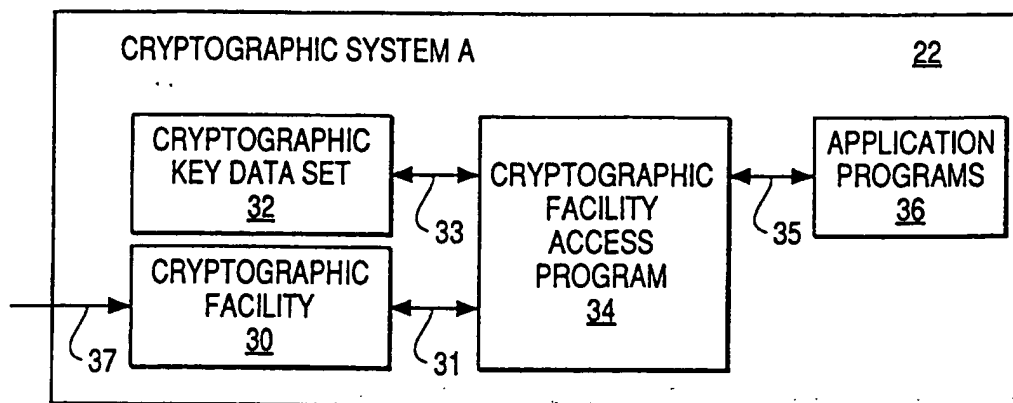 CRYPTOGRAPHIC SYSTEM A
22
CRYPTOGRAPHIC
KEY DATA SET
32
33
CRYPTOGRAPHIC
FACILITY
30
37
31
CRYPTOGRAPHIC
FACILITY
ACCESS
PROGRAM
34
35
APPLICATION
PROGRAMS
36